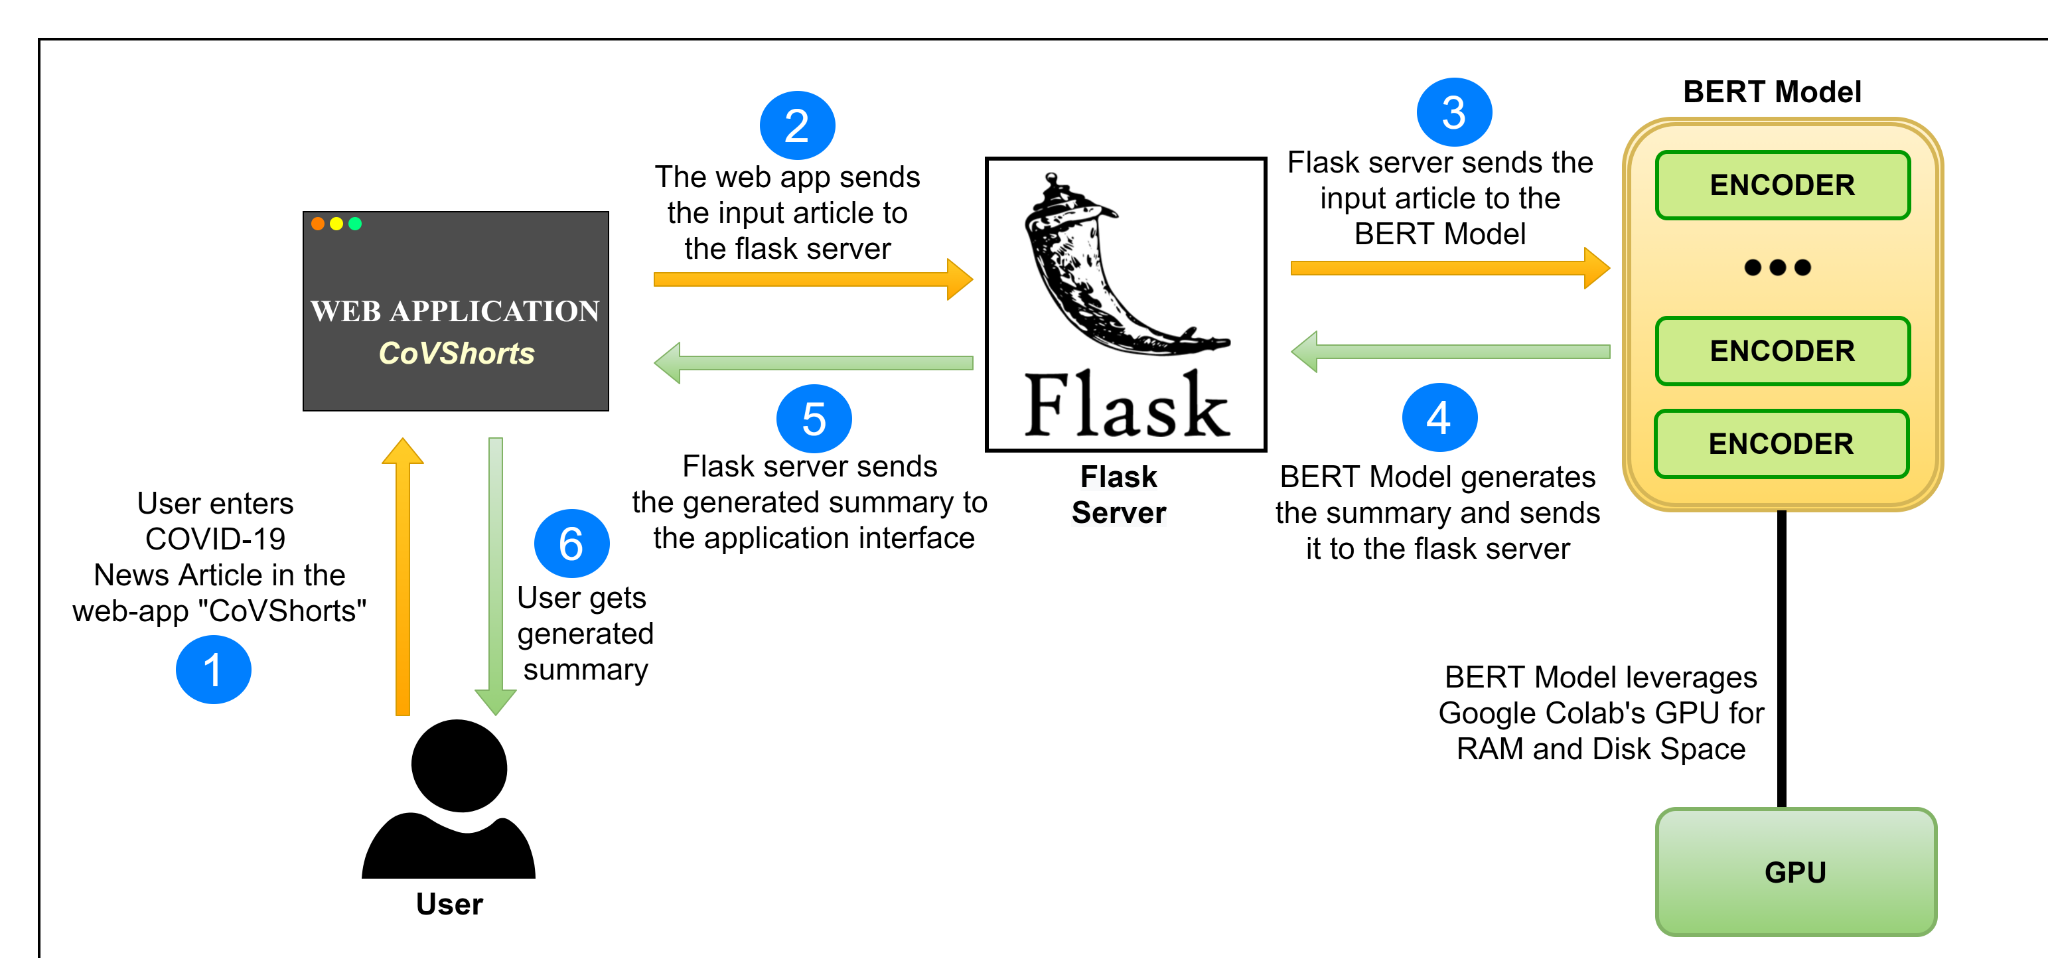 BERT Model
2
3
The web app sends
the input article to
the flask server
Flask server sends the
input article to the
BERT Model
ENCODER
ENCODER
ENCODER
WEB APPLICATION
CoVShorts
Flask
Flask
Server
5
Flask server sends
the generated summary to
the application interface
4
BERT Model generates
the summary and sends
it to the flask server
User enters
COVID-19
News Article in the
web-app "CoVShorts"
1
6
User gets
generated
summary
BERT Model leverages
Google Colab's GPU for
RAM and Disk Space
GPU
User